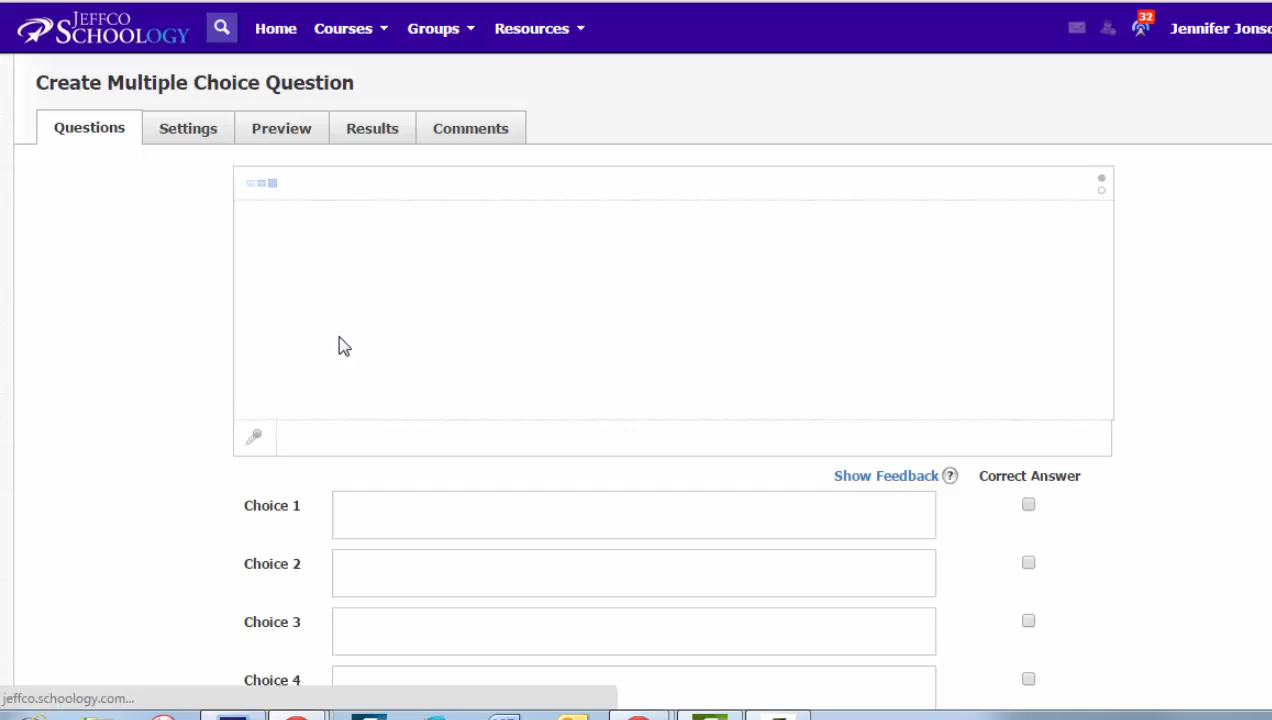 JEFFCO
SCHOOLOGY
Home Courses Groups Resources
32
Jennifer Jonso
Create Multiple Choice Question
Questions Settings Preview Results Comments
Show Feedback ? Correct Answer
Choice 1
Choice 2
Choice 3
Choice 4
jeffco.schoology.com...